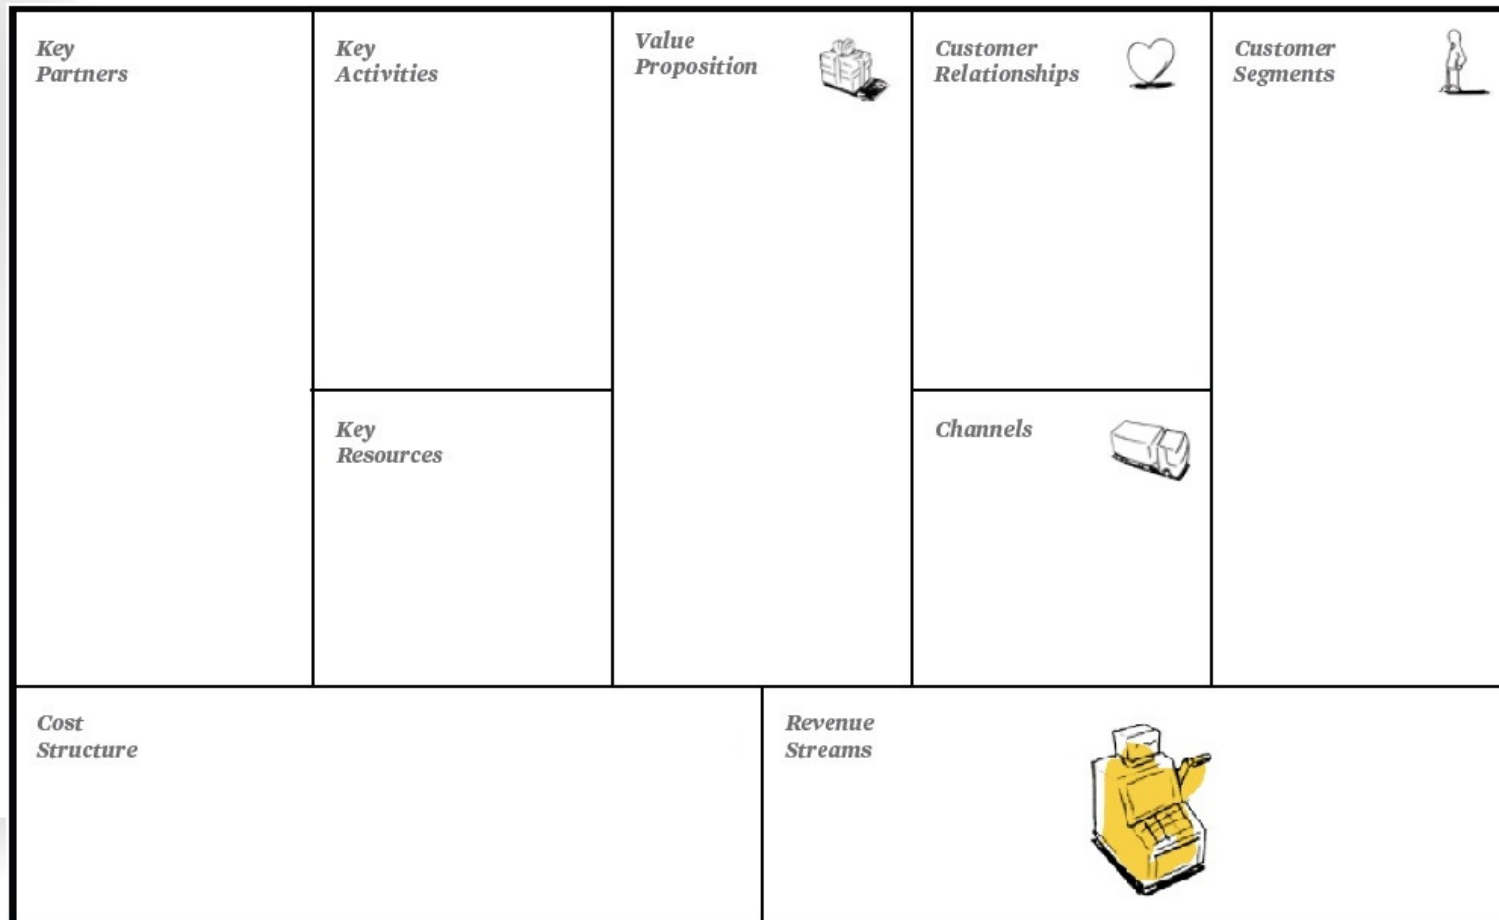 Key
Partners
Key
Activities
Value
Proposition
Customer
Relationships
Customer
Segments
Key
Resources
Channels
Cost
Structure
Revenue
Streams